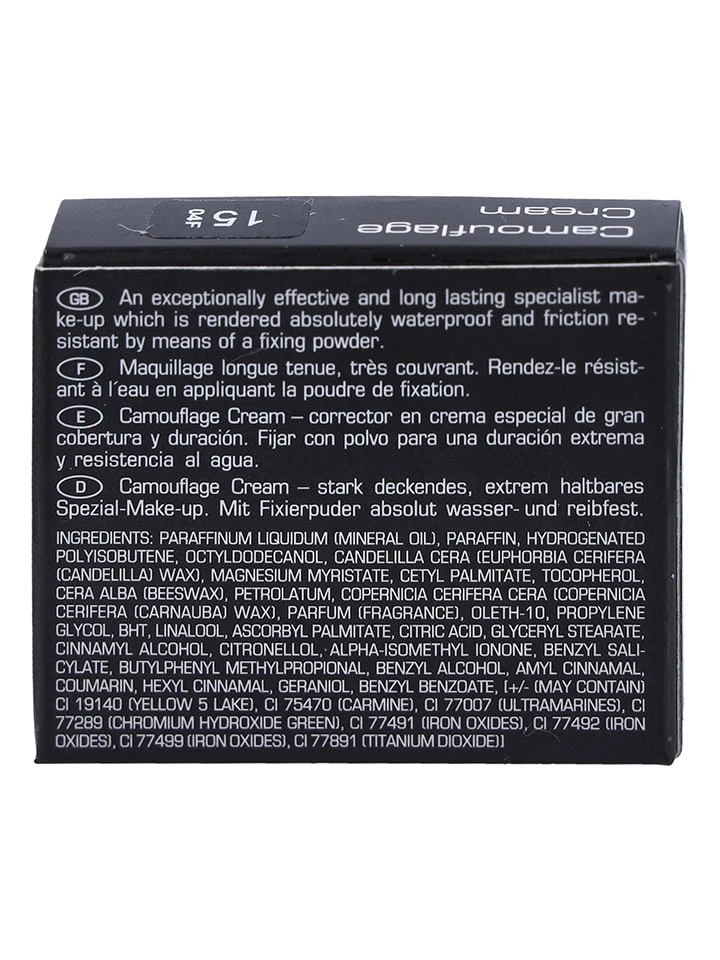 Camouflage
Cream
15
04F
GB An exceptionally effective and long lasting specialist ma-
ke-up which is rendered absolutely waterproof and friction re-
sistant by means of a fixing powder.
F Maquillage longue tenue, très couvrant. Rendez-le résist-
ant à l´eau en appliquant la poudre de fixation.
E Camouflage Cream – corrector en crema especial de gran
cobertura y duración. Fijar con polvo para una duración extrema
y resistencia al agua.
D Camouflage Cream – stark deckendes, extrem haltbares
Spezial-Make-up. Mit Fixierpuder absolut wasser- und reibfest.
INGREDIENTS: PARAFFINUM LIQUIDUM (MINERAL OIL), PARAFFIN, HYDROGENATED
POLYISOBUTENE, OCTYLDODECANOL, CANDELILLA CERA (EUPHORBIA CERIFERA
(CANDELILLA) WAX), MAGNESIUM MYRISTATE, CETYL PALMITATE, TOCOPHEROL,
CERA ALBA (BEESWAX), PETROLATUM, COPERNICIA CERIFERA CERA (COPERNICIA
CERIFERA (CARNAUBA) WAX), PARFUM (FRAGRANCE), OLETH-10, PROPYLENE
GLYCOL, BHT, LINALOOL, ASCORBYL PALMITATE, CITRIC ACID, GLYCERYL STEARATE,
CINNAMYL ALCOHOL, CITRONELLOL, ALPHA-ISOMETHYL IONONE, BENZYL SALI-
CYLATE, BUTYLPHENYL METHYLPROPIONAL, BENZYL ALCOHOL, AMYL CINNAMAL,
COUMARIN, HEXYL CINNAMAL, GERANIOL, BENZYL BENZOATE, [+/- (MAY CONTAIN)
CI 19140 (YELLOW 5 LAKE), CI 75470 (CARMINE), CI 77007 (ULTRAMARINES), CI
77289 (CHROMIUM HYDROXIDE GREEN), CI 77491 (IRON OXIDES), CI 77492 (IRON
OXIDES), CI 77499 (IRON OXIDES), CI 77891 (TITANIUM DIOXIDE)]